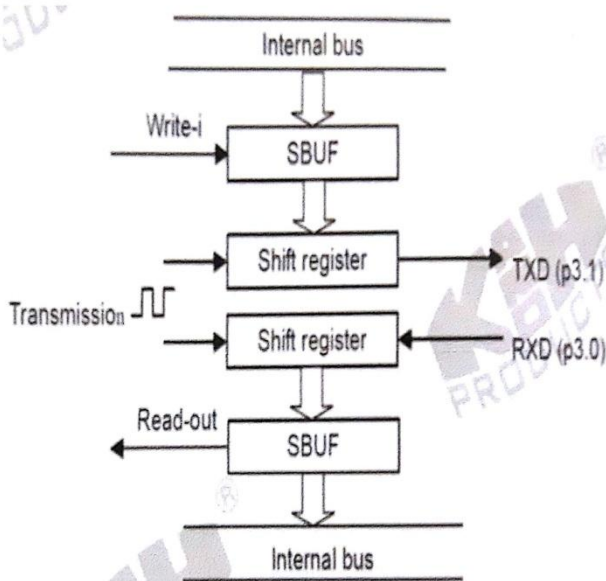 Internal bus
Write-i
SBUF
Shift register
TXD (p3.1)
Transmission
Shift register
RXD (p3.0)
Read-out
SBUF
Internal bus
K&H
PRODUCT